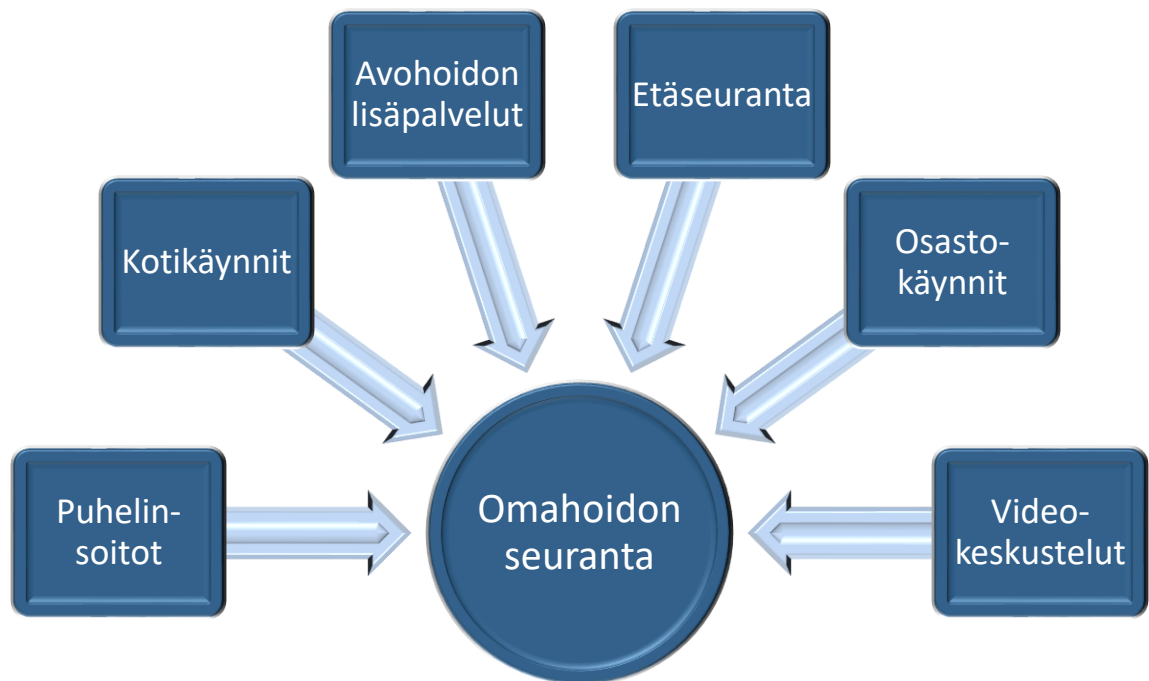 Avohoidon
lisäpalvelut
Etäseuranta
Kotikäynnit
Osasto-
käynnit
Puhelin-
soitot
Omahoidon
seuranta
Video-
keskustelut